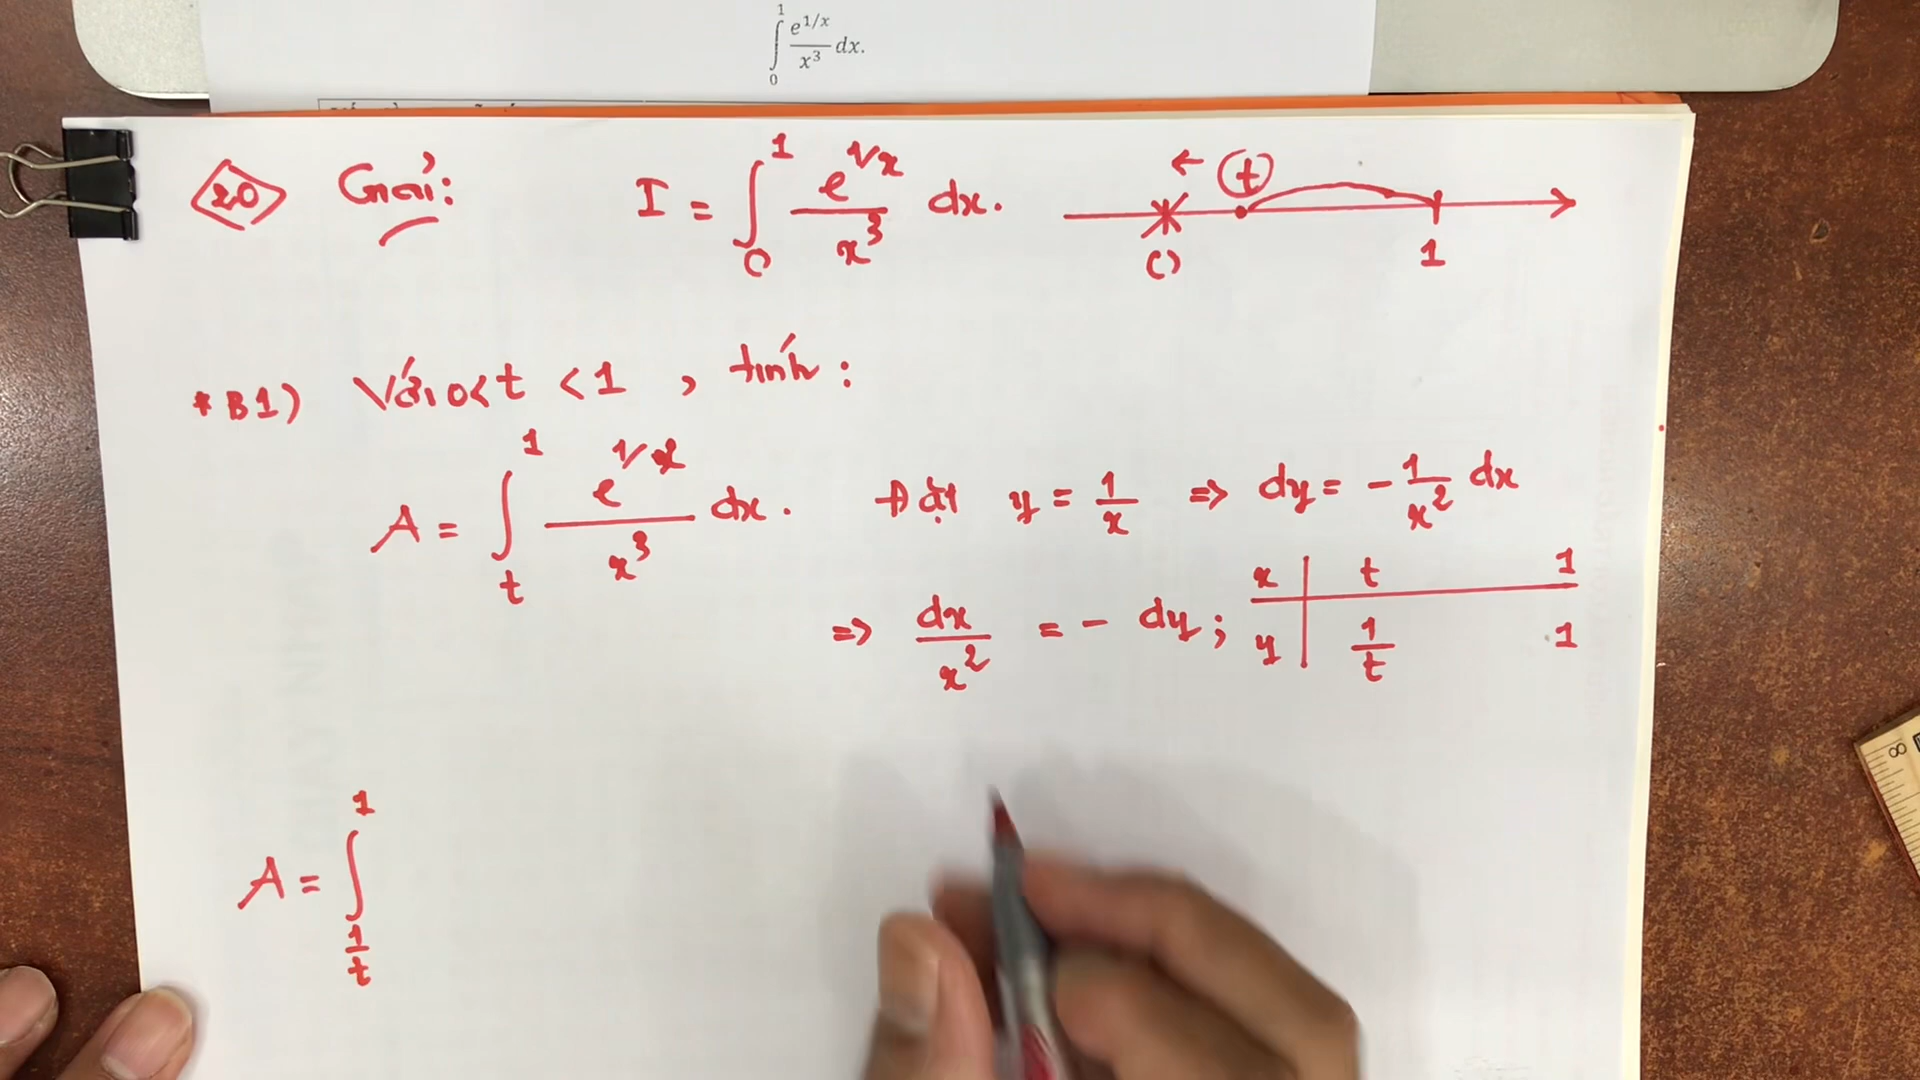 ∫₀¹ e^{1/x}/x³ dx.
20 Giải: I = ∫₀¹ e^{1/x}/x³ dx. ← t
0 1
*B1) Với 0 < t < 1 , tính:
A = ∫ₜ¹ e^{1/x}/x³ dx. Đặt y = 1/x => dy = - 1/x² dx
=> dx/x² = - dy; x | t 1
y | 1/t 1
A = ∫_{1/t}^{1}